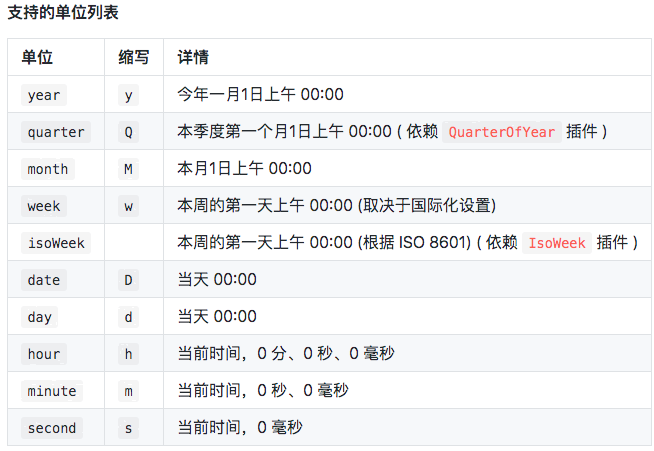 支持的单位列表
单位 缩写 详情
year y 今年一月1日上午 00:00
quarter Q 本季度第一个月1日上午 00:00 ( 依赖 QuarterOfYear 插件 )
month M 本月1日上午 00:00
week w 本周的第一天上午 00:00 (取决于国际化设置)
isoWeek 本周的第一天上午 00:00 (根据 ISO 8601) ( 依赖 IsoWeek 插件 )
date D 当天 00:00
day d 当天 00:00
hour h 当前时间，0 分、0 秒、0 毫秒
minute m 当前时间，0 秒、0 毫秒
second s 当前时间，0 毫秒